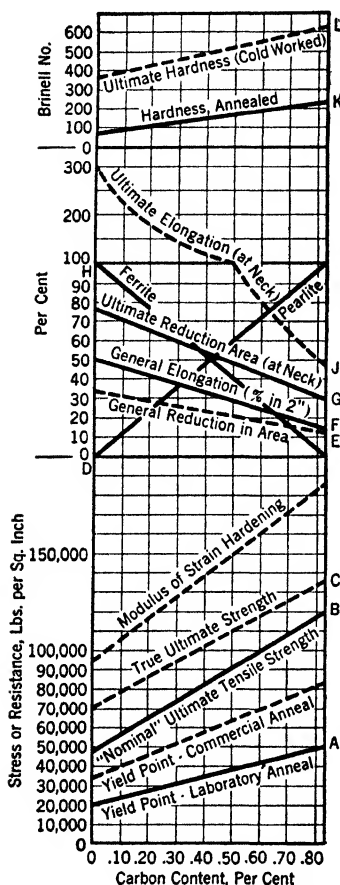 600
500
400
300
200
100
0
Brinell No.
Ultimate Hardness (Cold Worked)
D
Hardness, Annealed
K
300
200
100
H
90
80
70
60
50
40
30
20
10
0
D
Per Cent
Ultimate Elongation (at Neck)
Ferrite
Pearlite
Ultimate Reduction Area (at Neck)
General Elongation (% in 2")
General Reduction in Area
J
G
F
E
150,000
100,000
90,000
80,000
70,000
60,000
50,000
40,000
30,000
20,000
10,000
0
Stress or Resistance, Lbs. per Sq. Inch
Modulus of Strain Hardening
True Ultimate Strength
C
"Nominal" Ultimate Tensile Strength
B
Yield Point - Commercial Anneal
Yield Point - Laboratory Anneal
A
0 .10 .20 .30 .40 .50 .60 .70 .80
Carbon Content, Per Cent